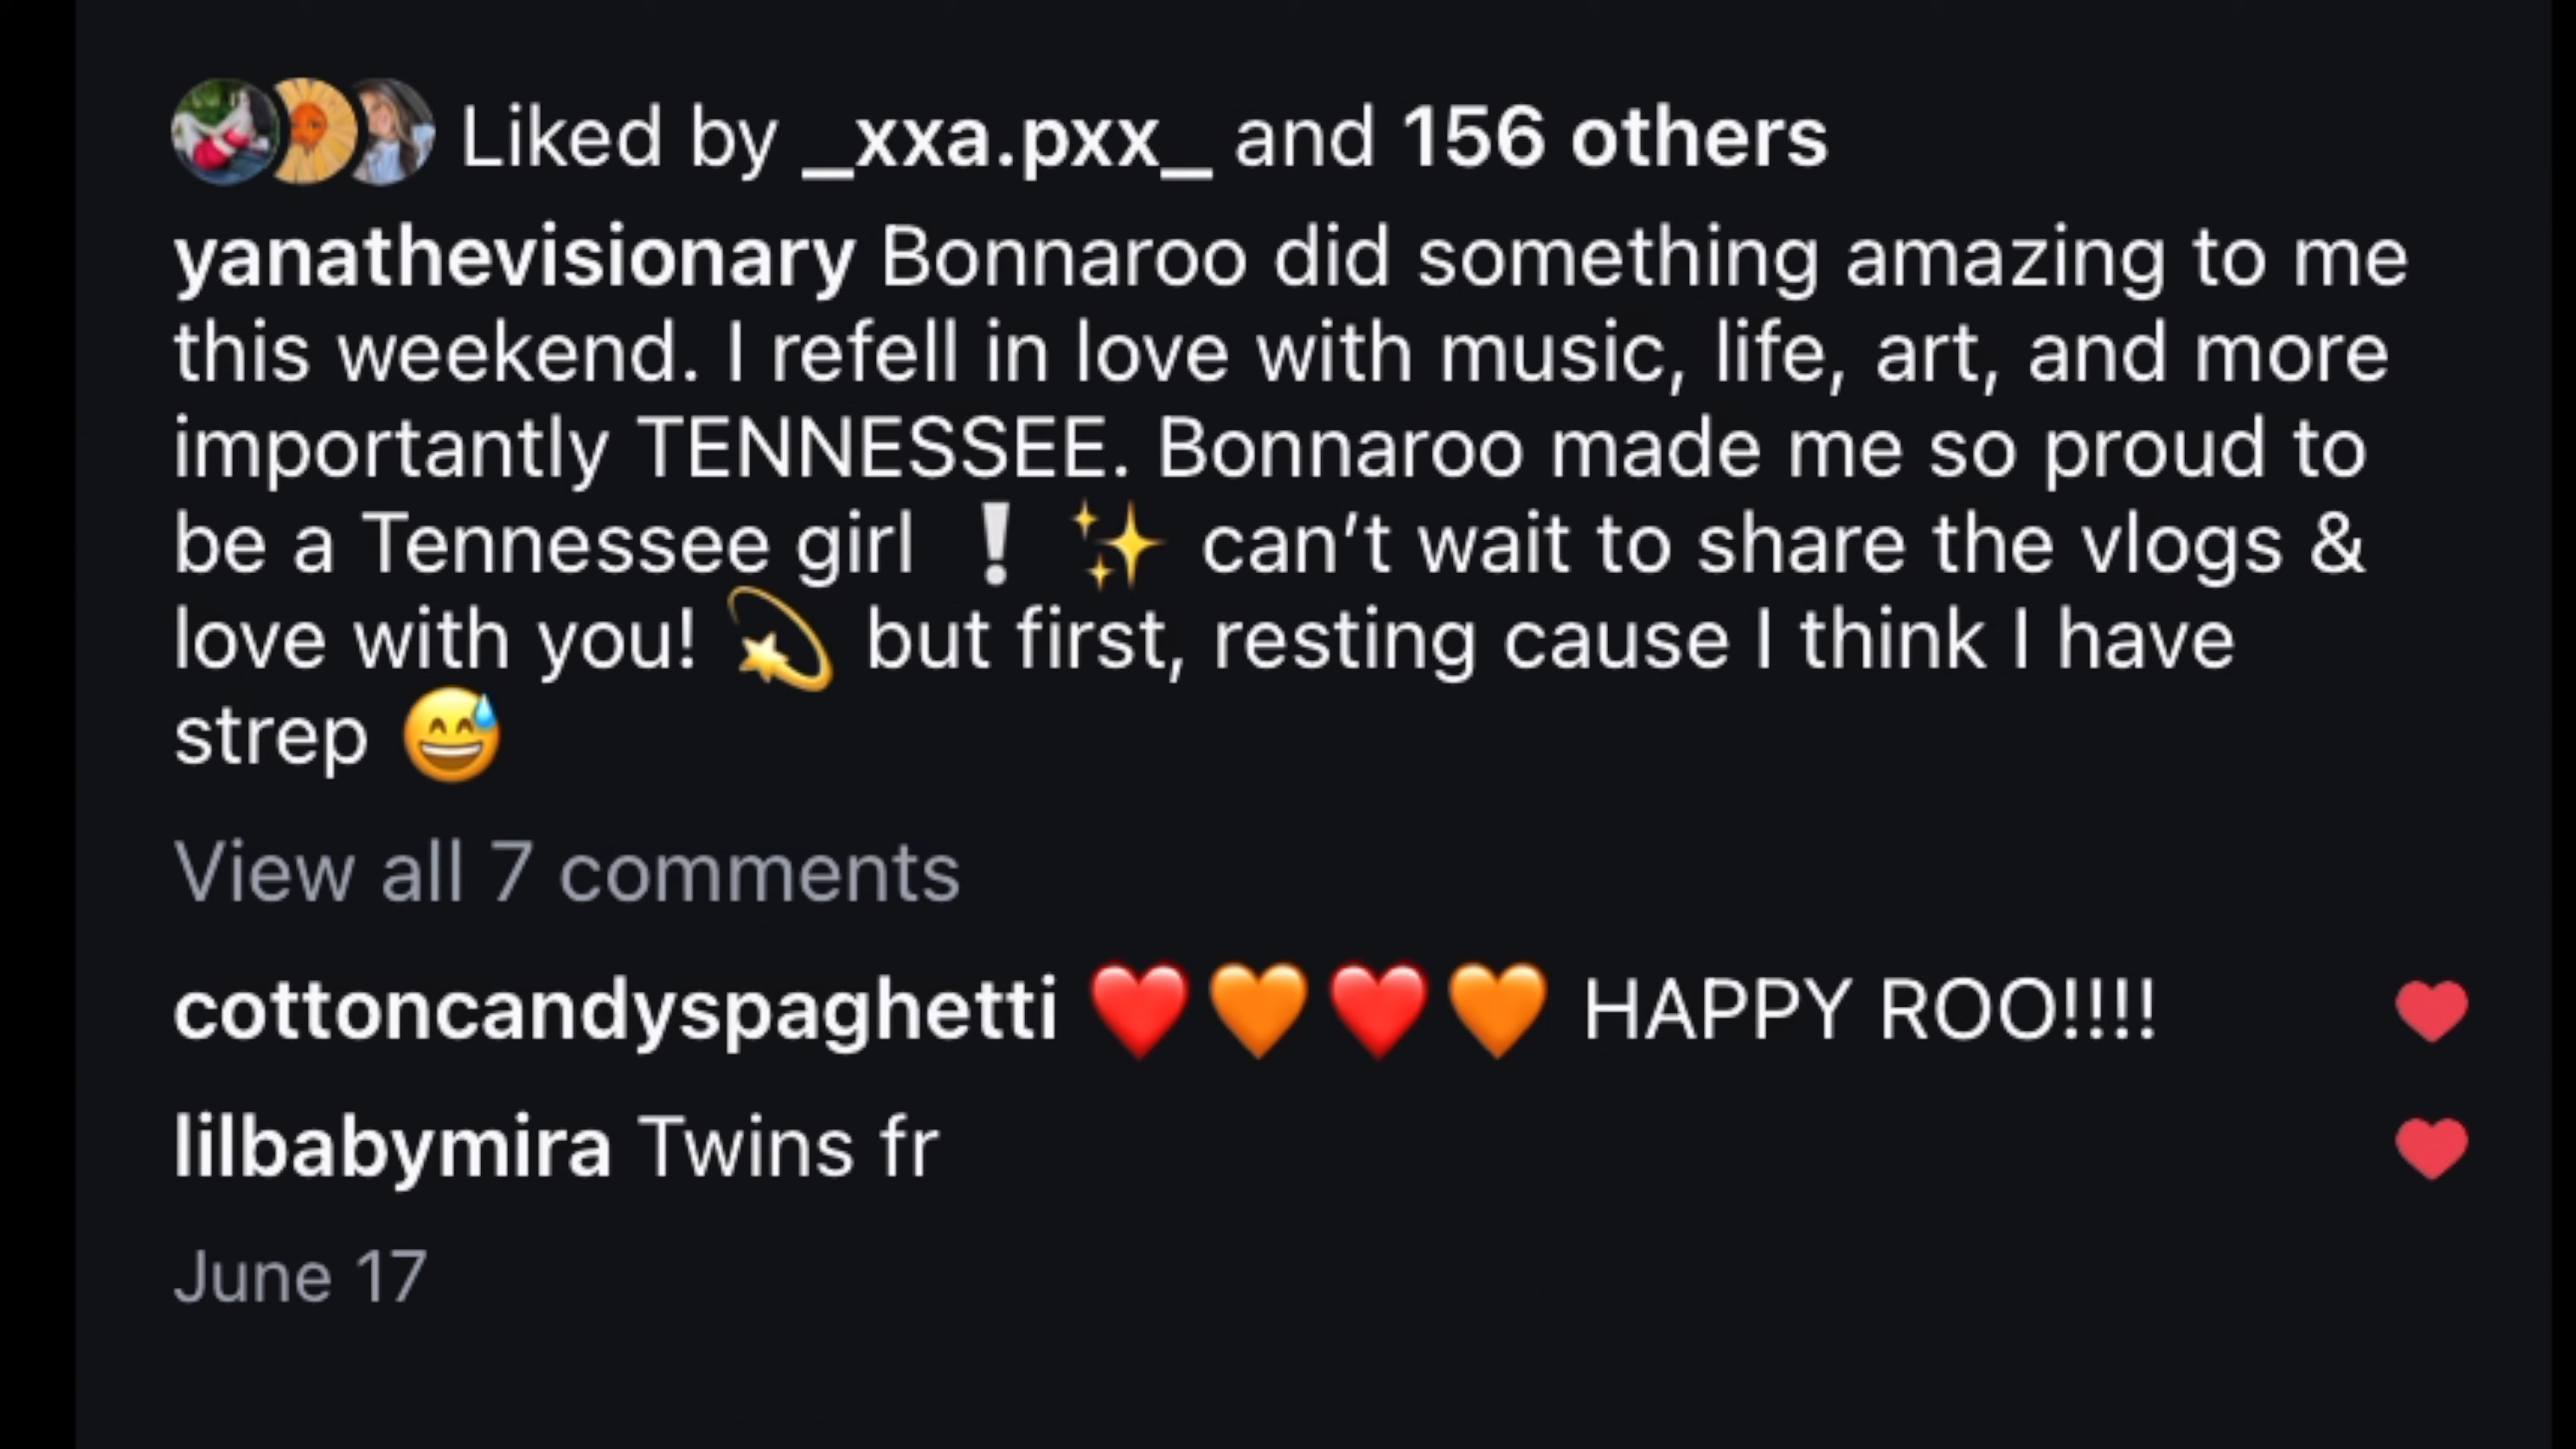 Liked by _xxa.pxx_ and 156 others
yanathevisionary Bonnaroo did something amazing to me
this weekend. I refell in love with music, life, art, and more
importantly TENNESSEE. Bonnaroo made me so proud to
be a Tennessee girl ❕ ✨ can’t wait to share the vlogs &
love with you! 💫 but first, resting cause I think I have
strep 😅
View all 7 comments
cottoncandyspaghetti ❤️🧡❤️🧡 HAPPY ROO!!!!
lilbabymira Twins fr
June 17